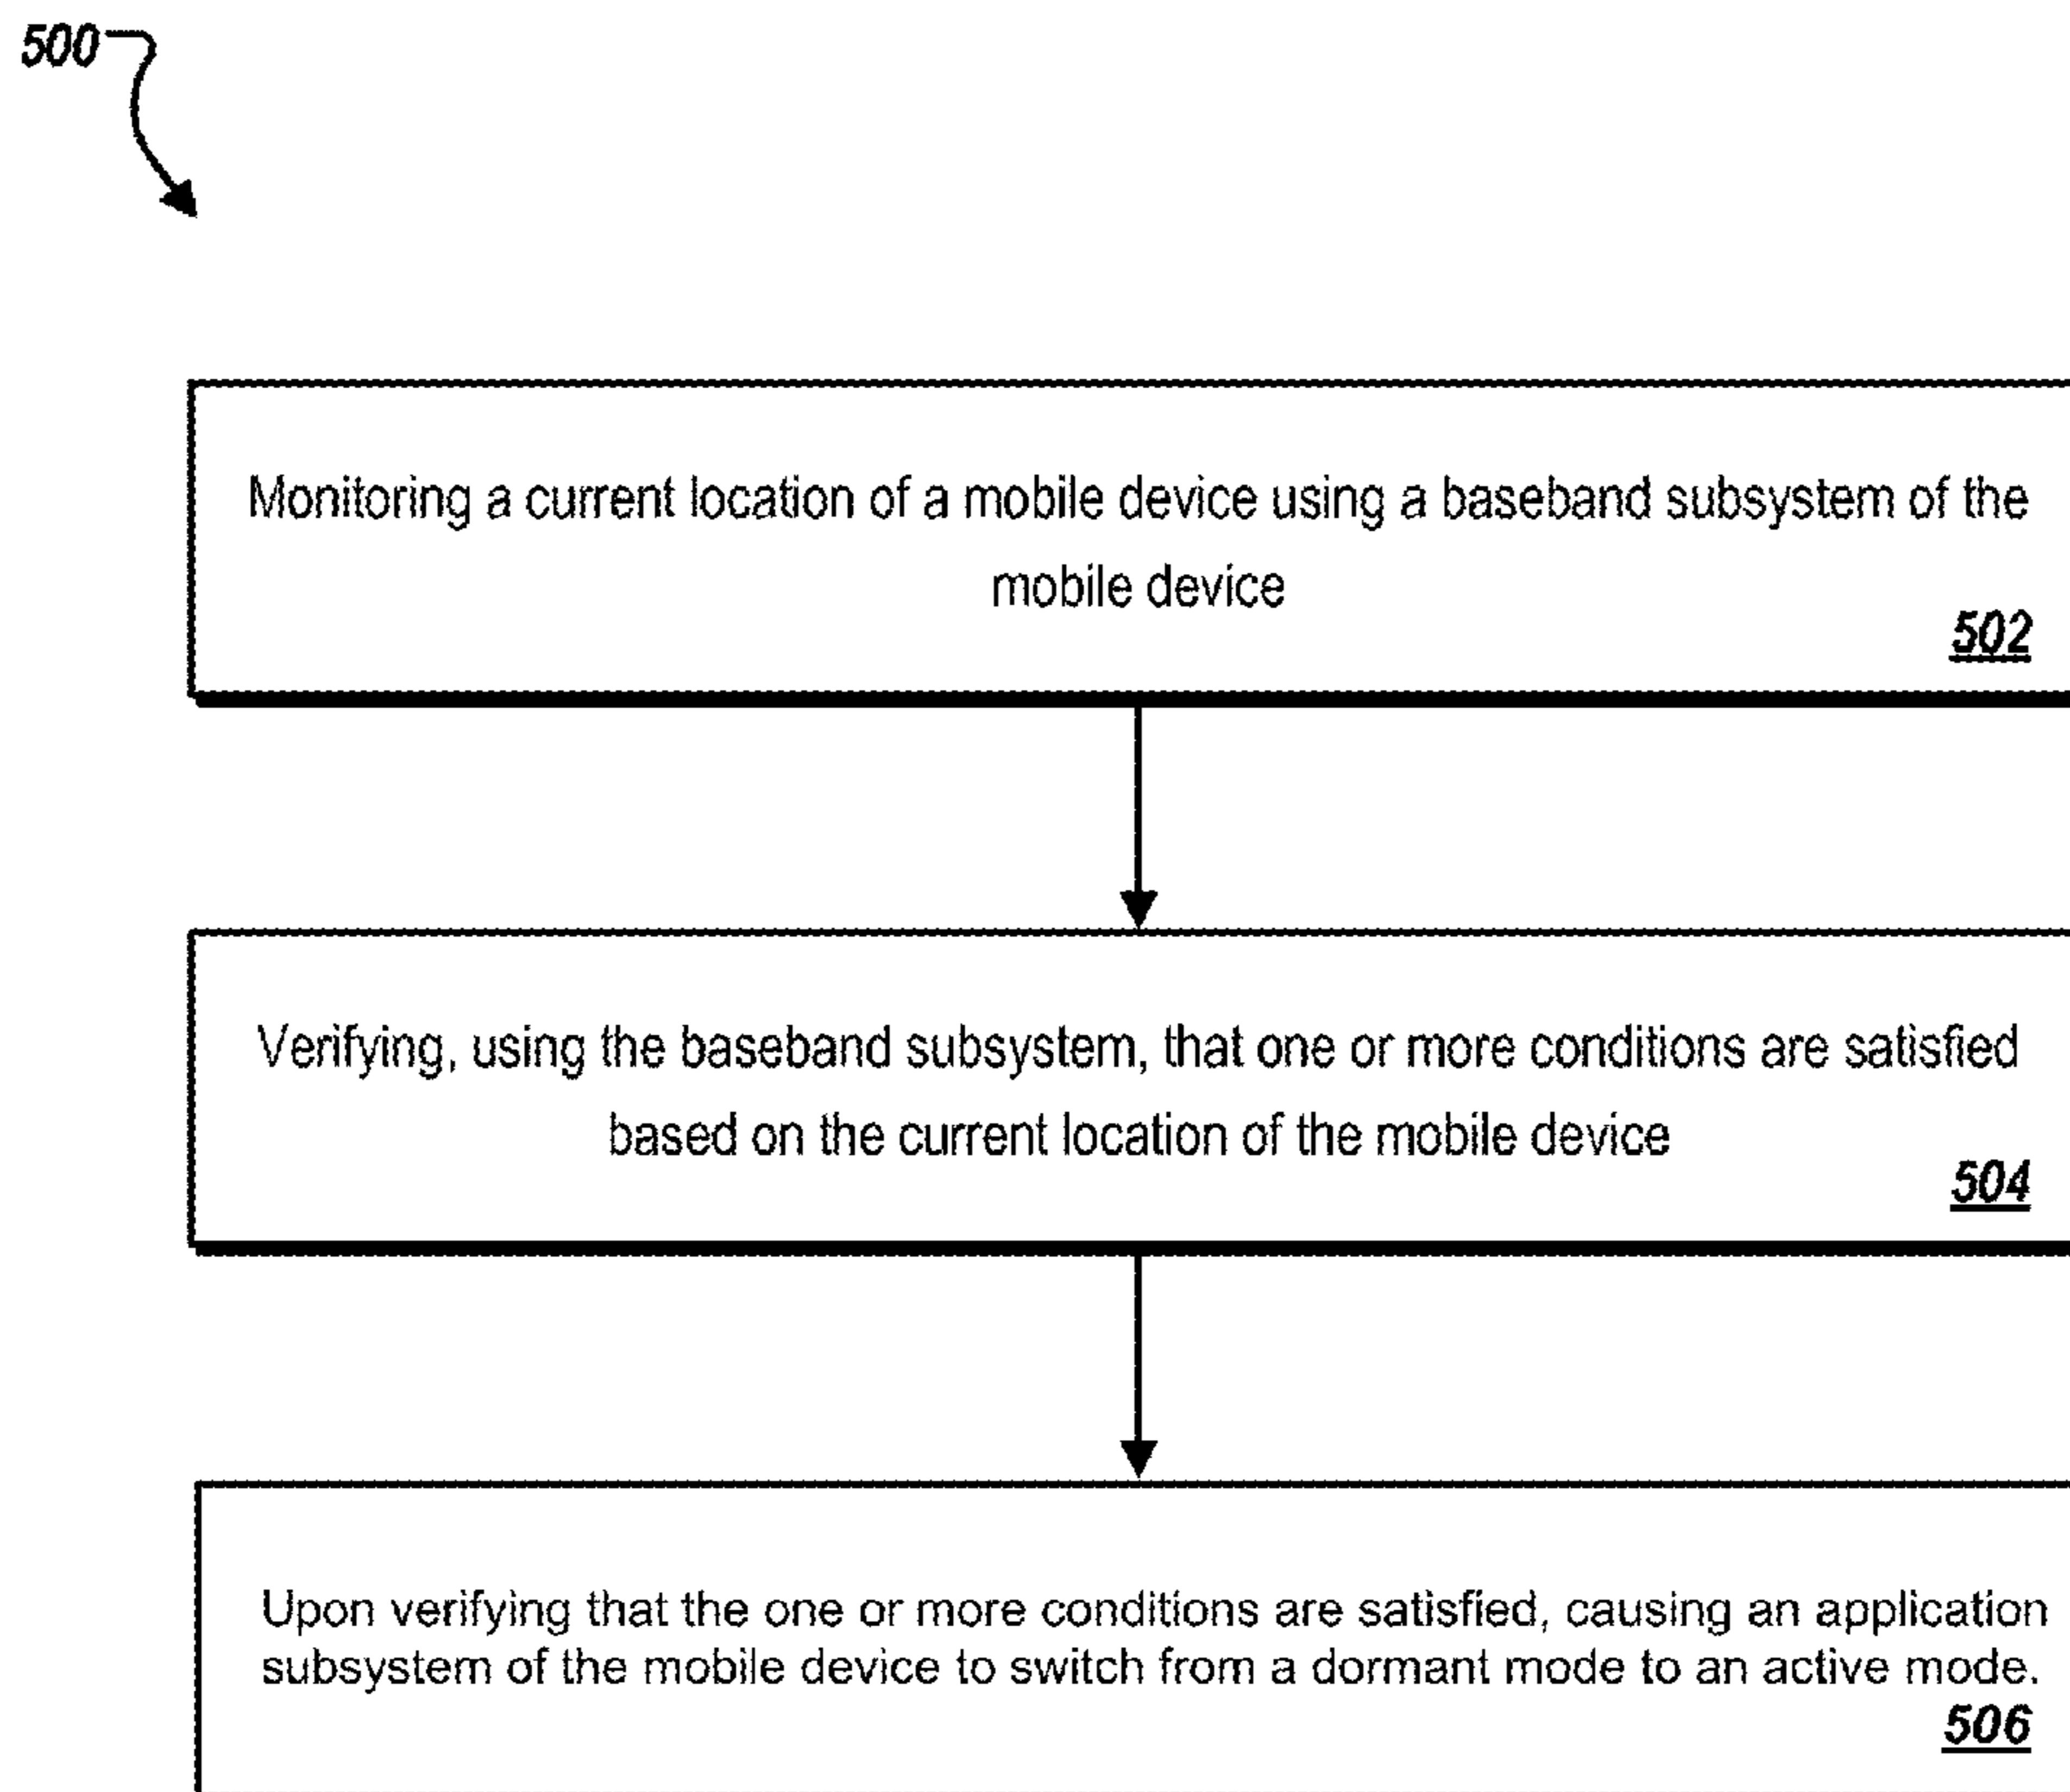 500
Monitoring a current location of a mobile device using a baseband subsystem of the
mobile device
502
Verifying, using the baseband subsystem, that one or more conditions are satisfied
based on the current location of the mobile device
504
Upon verifying that the one or more conditions are satisfied, causing an application
subsystem of the mobile device to switch from a dormant mode to an active mode.
506